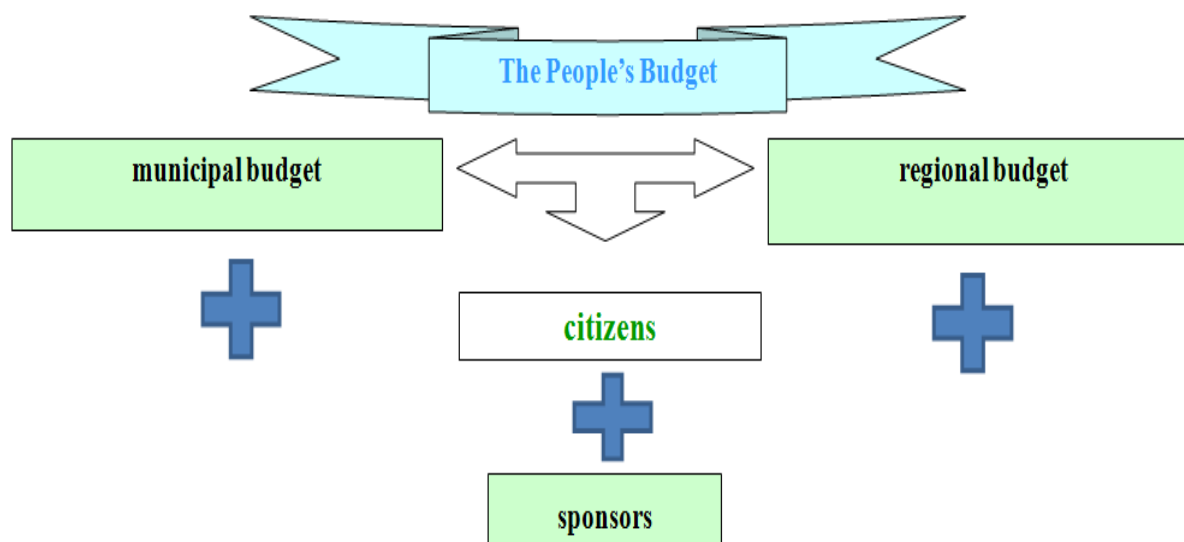 The People's Budget
municipal budget
regional budget
citizens
sponsors